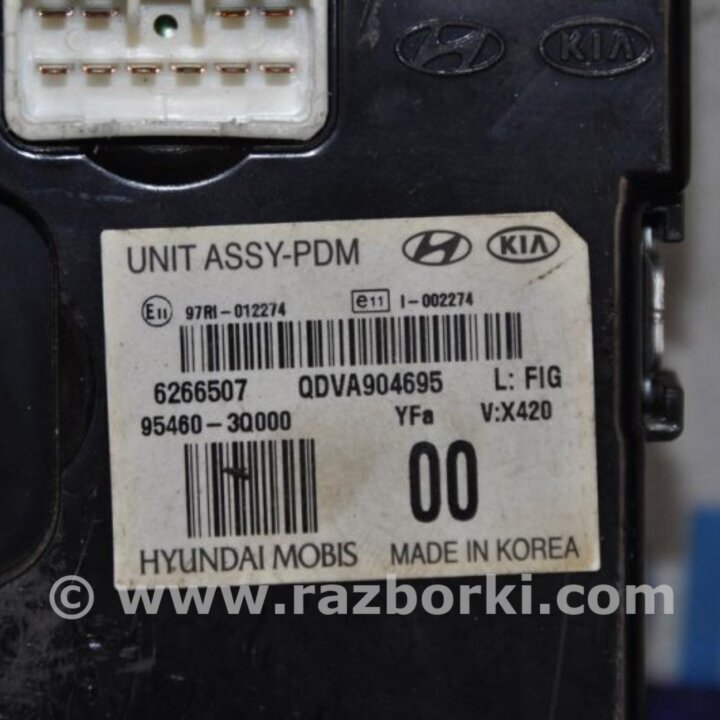 KIA
UNIT ASSY-PDM KIA
E11 97RI-012274 e11 I-002274
6266507 QDVA904695 L: FIG
95460-3Q000 YFa V:X420
00
HYUNDAI MOBIS MADE IN KOREA
© www.razborki.com